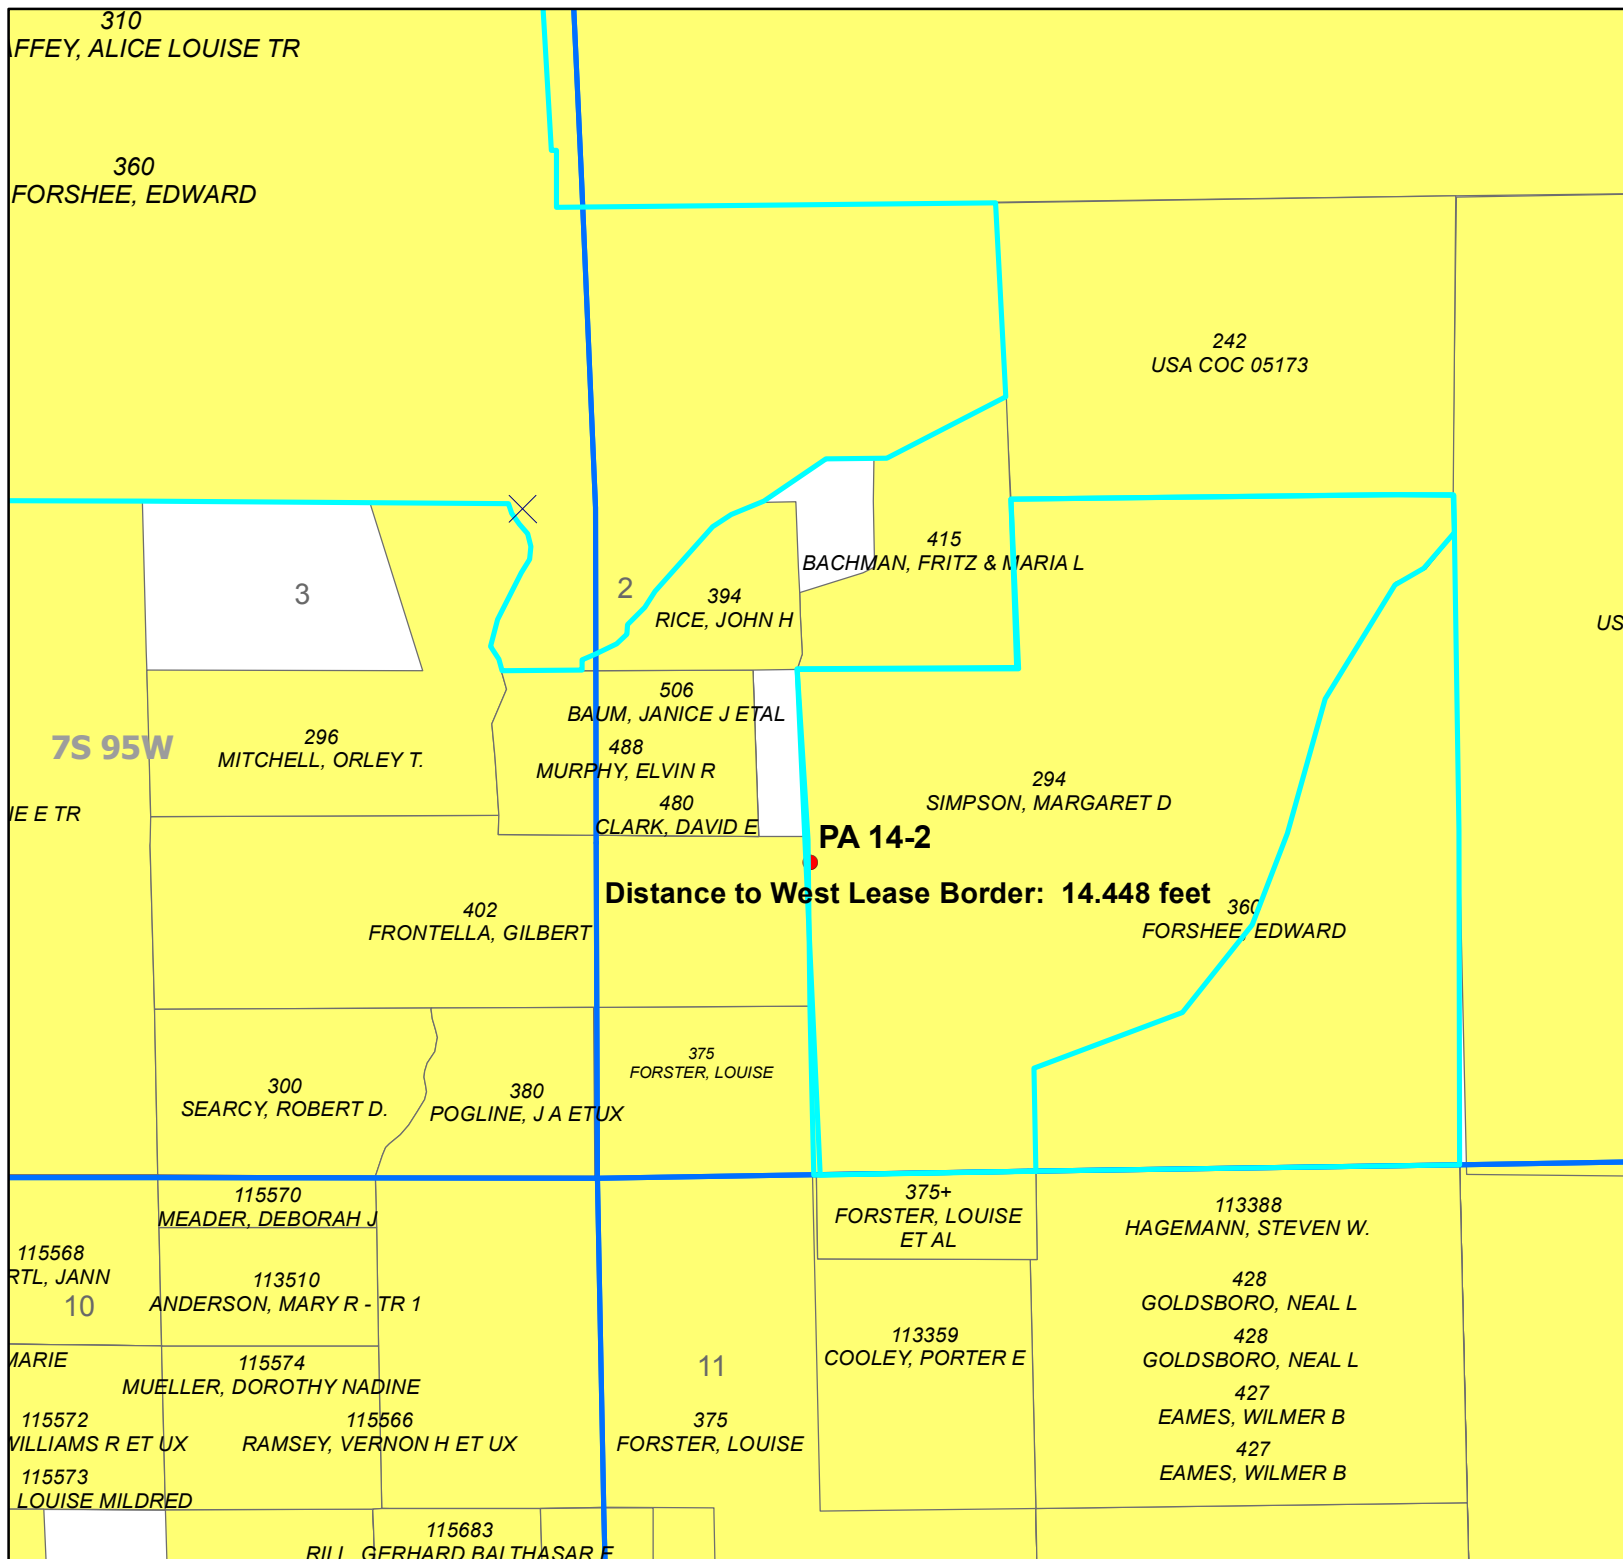 310
AFFEY, ALICE LOUISE TR
360
FORSHEE, EDWARD
242
USA COC 05173
3
2
415
BACHMAN, FRITZ & MARIA L
394
RICE, JOHN H
US
506
BAUM, JANICE J ETAL
7S 95W
296
MITCHELL, ORLEY T.
488
MURPHY, ELVIN R
480
CLARK, DAVID E
294
SIMPSON, MARGARET D
IE E TR
PA 14-2
Distance to West Lease Border: 14.448 feet
402
FRONTELLA, GILBERT
360
FORSHEE, EDWARD
375
FORSTER, LOUISE
300
SEARCY, ROBERT D.
380
POGLINE, J A ETUX
115570
MEADER, DEBORAH J
375+
FORSTER, LOUISE
ET AL
113388
HAGEMANN, STEVEN W.
115568
RTL, JANN
10
113510
ANDERSON, MARY R - TR 1
428
GOLDSBORO, NEAL L
113359
COOLEY, PORTER E
428
GOLDSBORO, NEAL L
MARIE
115574
MUELLER, DOROTHY NADINE
11
427
EAMES, WILMER B
115572
WILLIAMS R ET UX
115566
RAMSEY, VERNON H ET UX
375
FORSTER, LOUISE
427
EAMES, WILMER B
115573
LOUISE MILDRED
115683
RILL, GERHARD BALTHASAR F